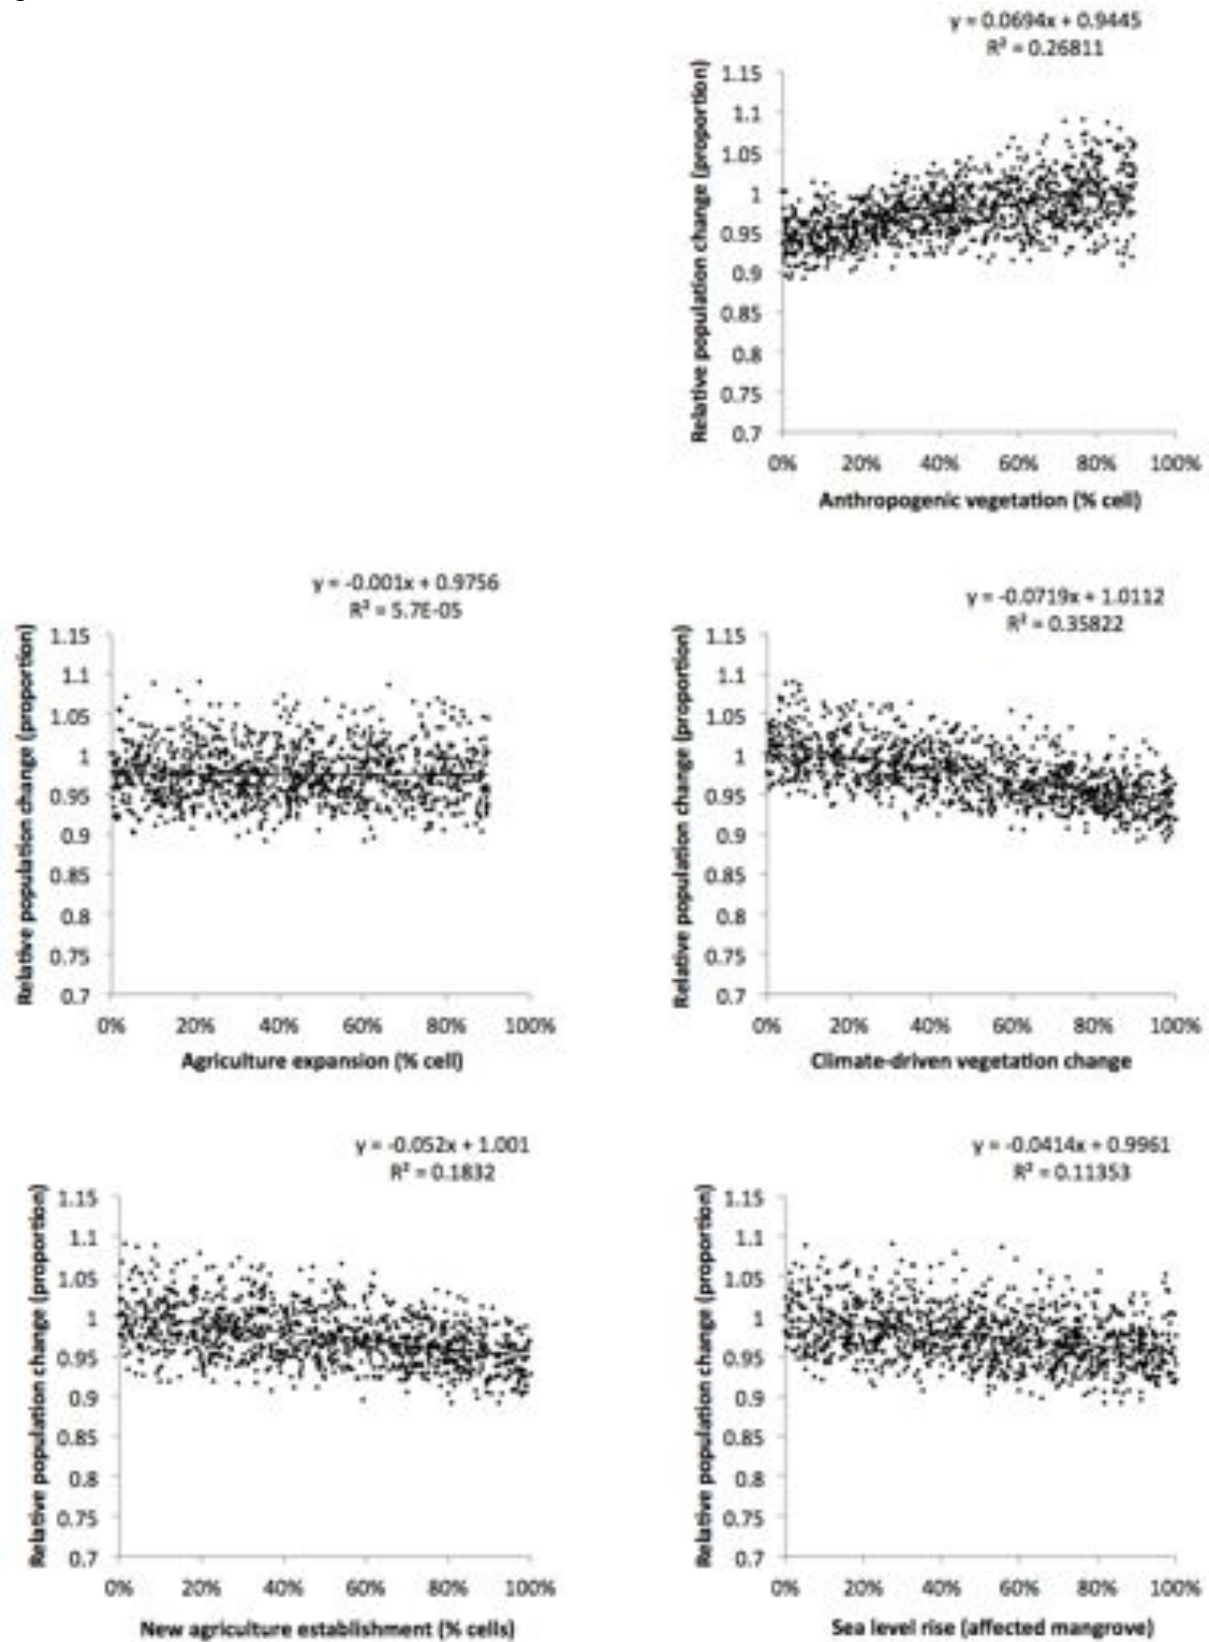 y = 0.0694x + 0.9445
R² = 0.26811
Relative population change (proportion)
1.15
1.1
1.05
1
0.95
0.9
0.85
0.8
0.75
0.7
0% 20% 40% 60% 80% 100%
Anthropogenic vegetation (% cell)
y = -0.001x + 0.9756
R² = 5.7E-05
Relative population change (proportion)
1.15
1.1
1.05
1
0.95
0.9
0.85
0.8
0.75
0.7
0% 20% 40% 60% 80% 100%
Agriculture expansion (% cell)
y = -0.0719x + 1.0112
R² = 0.35822
Relative population change (proportion)
1.15
1.1
1.05
1
0.95
0.9
0.85
0.8
0.75
0.7
0% 20% 40% 60% 80% 100%
Climate-driven vegetation change
y = -0.052x + 1.001
R² = 0.1832
Relative population change (proportion)
1.15
1.1
1.05
1
0.95
0.9
0.85
0.8
0.75
0.7
0% 20% 40% 60% 80% 100%
New agriculture establishment (% cells)
y = -0.0414x + 0.9961
R² = 0.11353
Relative population change (proportion)
1.15
1.1
1.05
1
0.95
0.9
0.85
0.8
0.75
0.7
0% 20% 40% 60% 80% 100%
Sea level rise (affected mangrove)